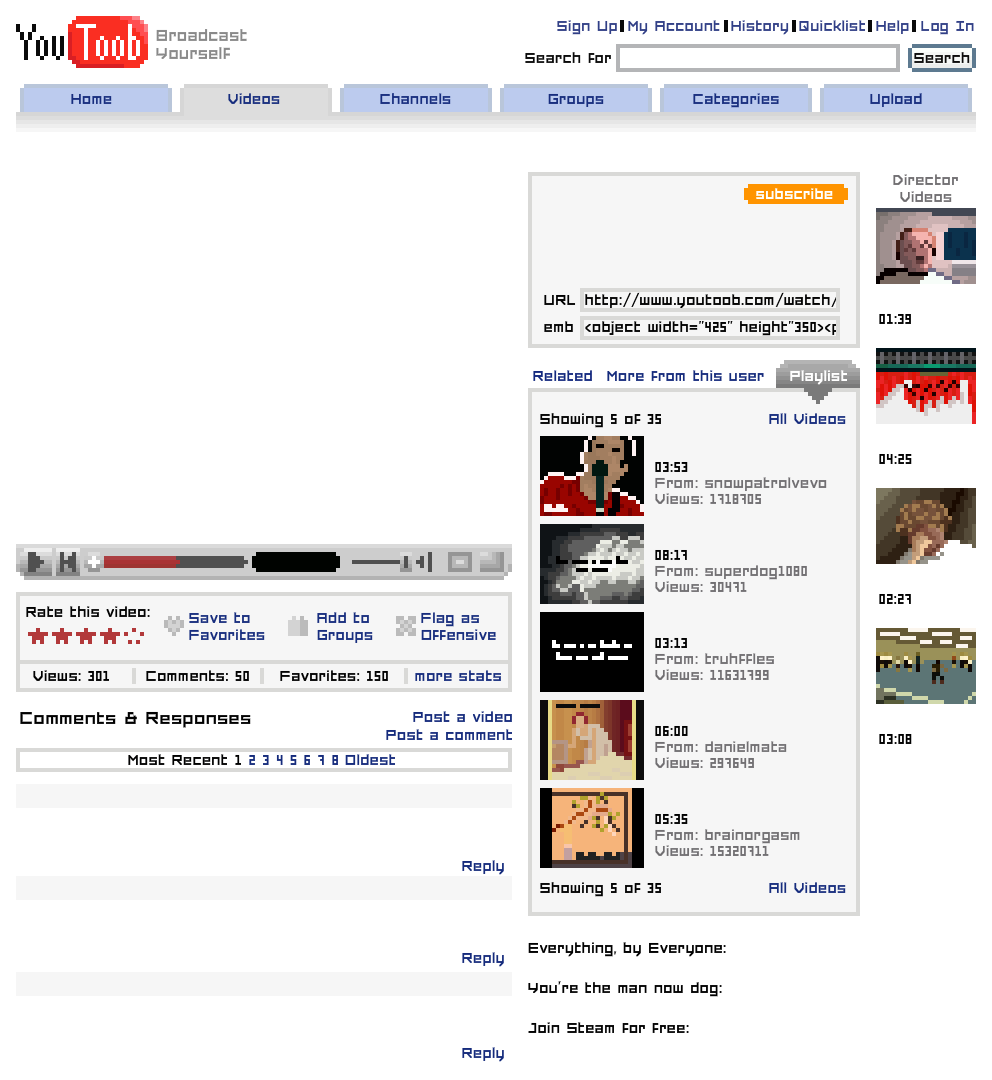 Sign Up My Account History Quicklist Help Log In
You Toob Broadcast Yourself
Search for Search
Home Videos Channels Groups Categories Upload
subscribe
URL http://www.youtoob.com/watch/
emb <object width="425" height"350><p
Director
Videos
01:39
04:25
02:27
03:08
Related More from this user Playlist
Showing 5 of 35 All Videos
03:53
From: snowpatrolvevo
Views: 1718705
08:17
From: superdog1080
Views: 30471
03:13
From: truhffles
Views: 11631799
06:00
From: danielmata
Views: 297649
05:35
From: brainorgasm
Views: 15320711
Showing 5 of 35 All Videos
Everything, by Everyone:
You're the man now dog:
Join Steam for free:
Rate this video:
Save to
Favorites
Add to
Groups
Flag as
Offensive
Views: 301 Comments: 50 Favorites: 150 more stats
Comments & Responses
Post a video
Post a comment
Most Recent 1 2 3 4 5 6 7 8 Oldest
Reply
Reply
Reply